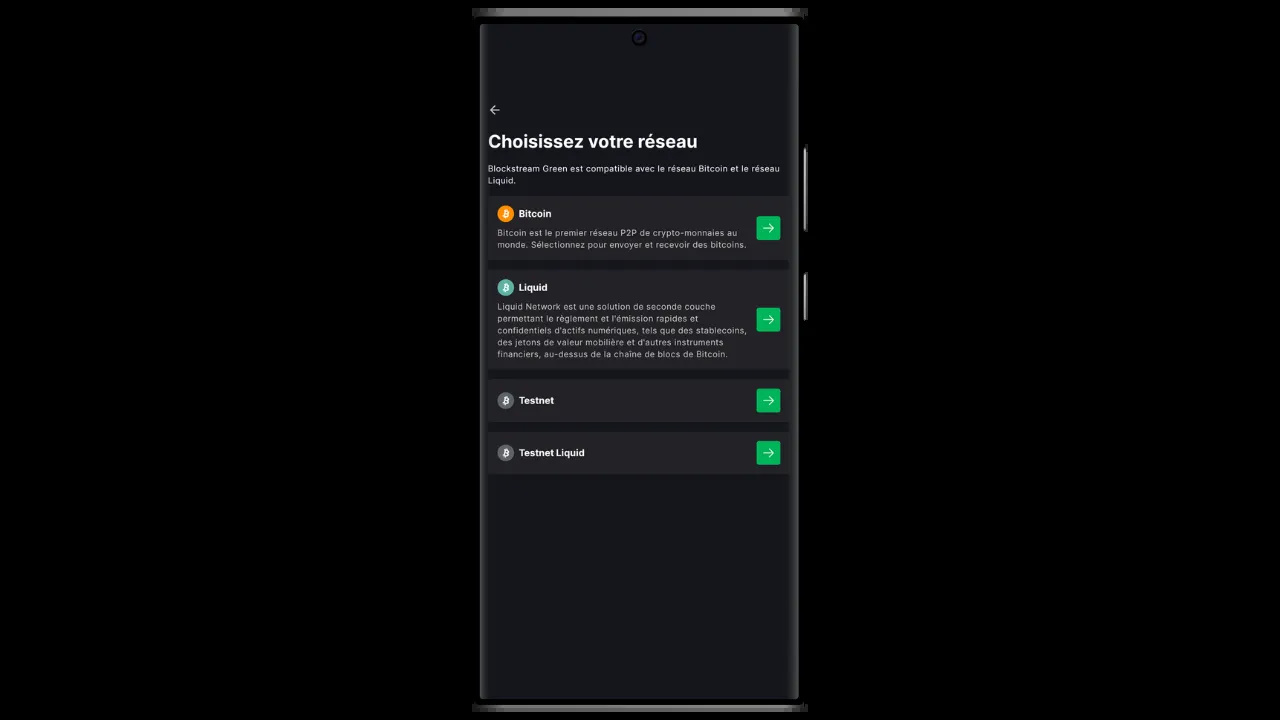 Choisissez votre réseau
Blockstream Green est compatible avec le réseau Bitcoin et le réseau
Liquid.
Bitcoin
Bitcoin est le premier réseau P2P de crypto-monnaies au
monde. Sélectionnez pour envoyer et recevoir des bitcoins.
Liquid
Liquid Network est une solution de seconde couche
permettant le règlement et l'émission rapides et
confidentiels d'actifs numériques, tels que des stablecoins,
des jetons de valeur mobilière et d'autres instruments
financiers, au-dessus de la chaîne de blocs de Bitcoin.
Testnet
Testnet Liquid